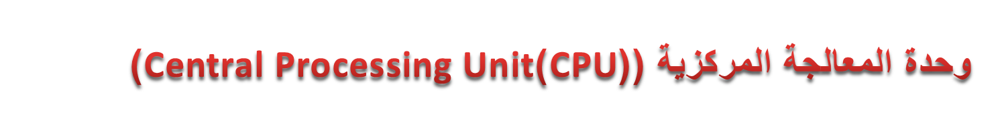 وحدة المعالجة المركزية (Central Processing Unit(CPU))